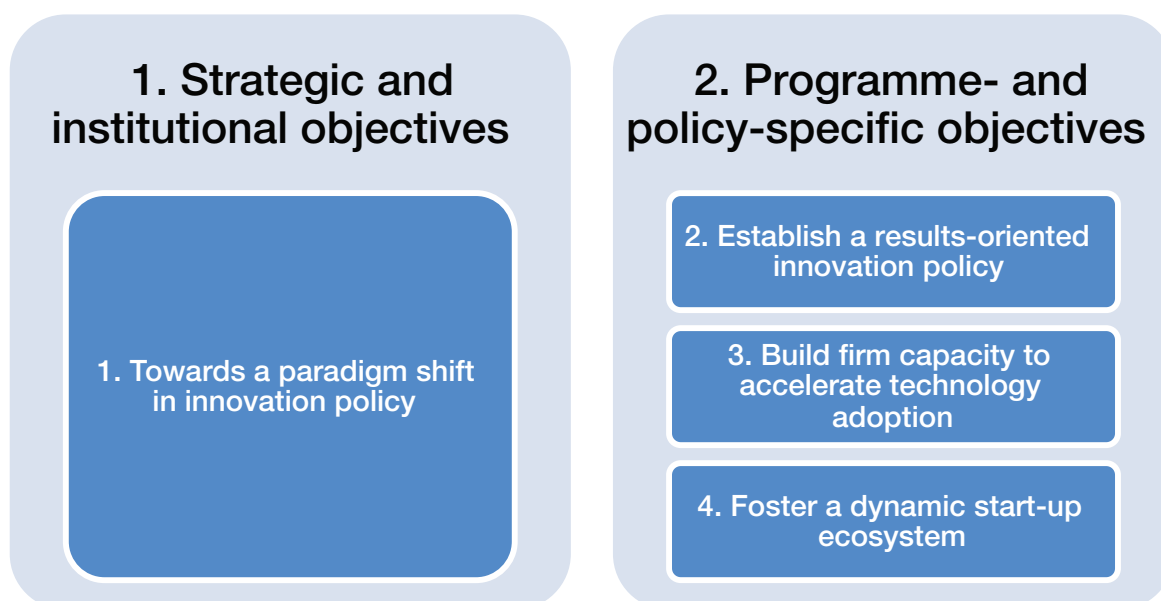 1. Strategic and
institutional objectives
1. Towards a paradigm shift
in innovation policy
2. Programme- and
policy-specific objectives
2. Establish a results-oriented
innovation policy
3. Build firm capacity to
accelerate technology
adoption
4. Foster a dynamic start-up
ecosystem